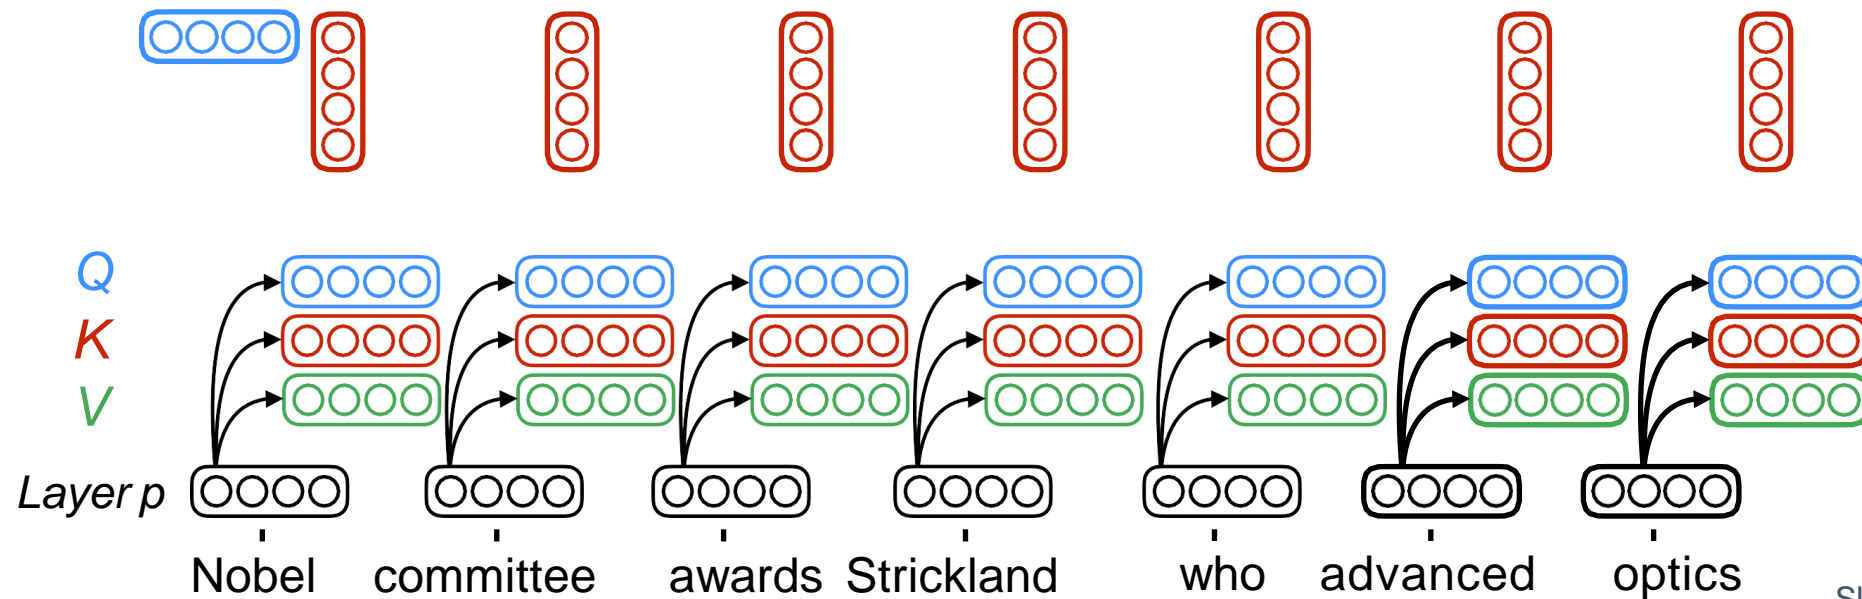 Q
K
V
Layer p
Nobel committee awards Strickland who advanced optics